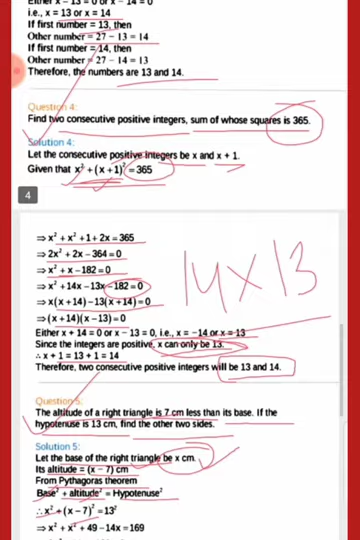 Either x − 13 = 0 or x − 14 = 0
i.e., x = 13 or x = 14
If first number = 13, then
Other number = 27 − 13 = 14
If first number = 14, then
Other number = 27 − 14 = 13
Therefore, the numbers are 13 and 14.
Question 4
Find two consecutive positive integers, sum of whose squares is 365.
Solution 4:
Let the consecutive positive integers be x and x + 1.
Given that x² + (x + 1)² = 365
4
⇒ x² + x² + 1 + 2x = 365
⇒ 2x² + 2x − 364 = 0
⇒ x² + x − 182 = 0
⇒ x² + 14x − 13x − 182 = 0
⇒ x(x + 14) − 13(x + 14) = 0
⇒ (x + 14)(x − 13) = 0
14 × 13
Either x + 14 = 0 or x − 13 = 0, i.e., x = −14 or x = 13
Since the integers are positive, x can only be 13.
∴ x + 1 = 13 + 1 = 14
Therefore, two consecutive positive integers will be 13 and 14.
Question 5:
The altitude of a right triangle is 7 cm less than its base. If the
hypotenuse is 13 cm, find the other two sides.
Solution 5:
Let the base of the right triangle be x cm.
Its altitude = (x − 7) cm
From Pythagoras theorem
Base² + altitude² = Hypotenuse²
∴ x² + (x − 7)² = 13²
⇒ x² + x² + 49 − 14x = 169